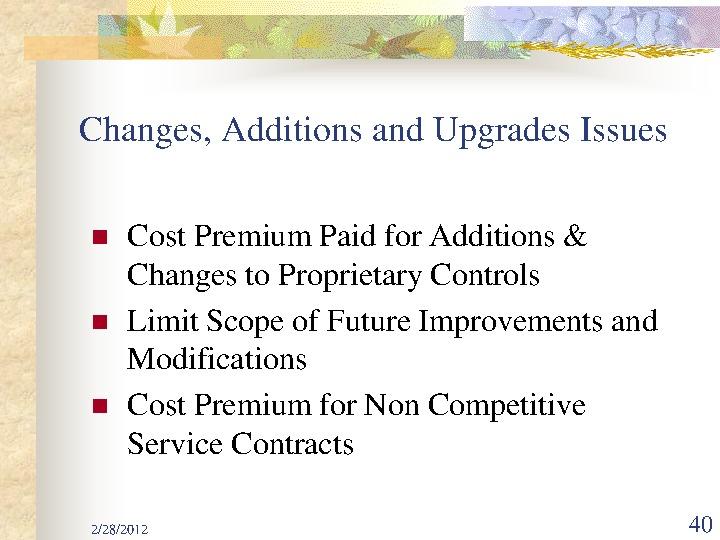 Changes, Additions and Upgrades Issues
Cost Premium Paid for Additions &
Changes to Proprietary Controls
Limit Scope of Future Improvements and
Modifications
Cost Premium for Non Competitive
Service Contracts
2/28/2012
40